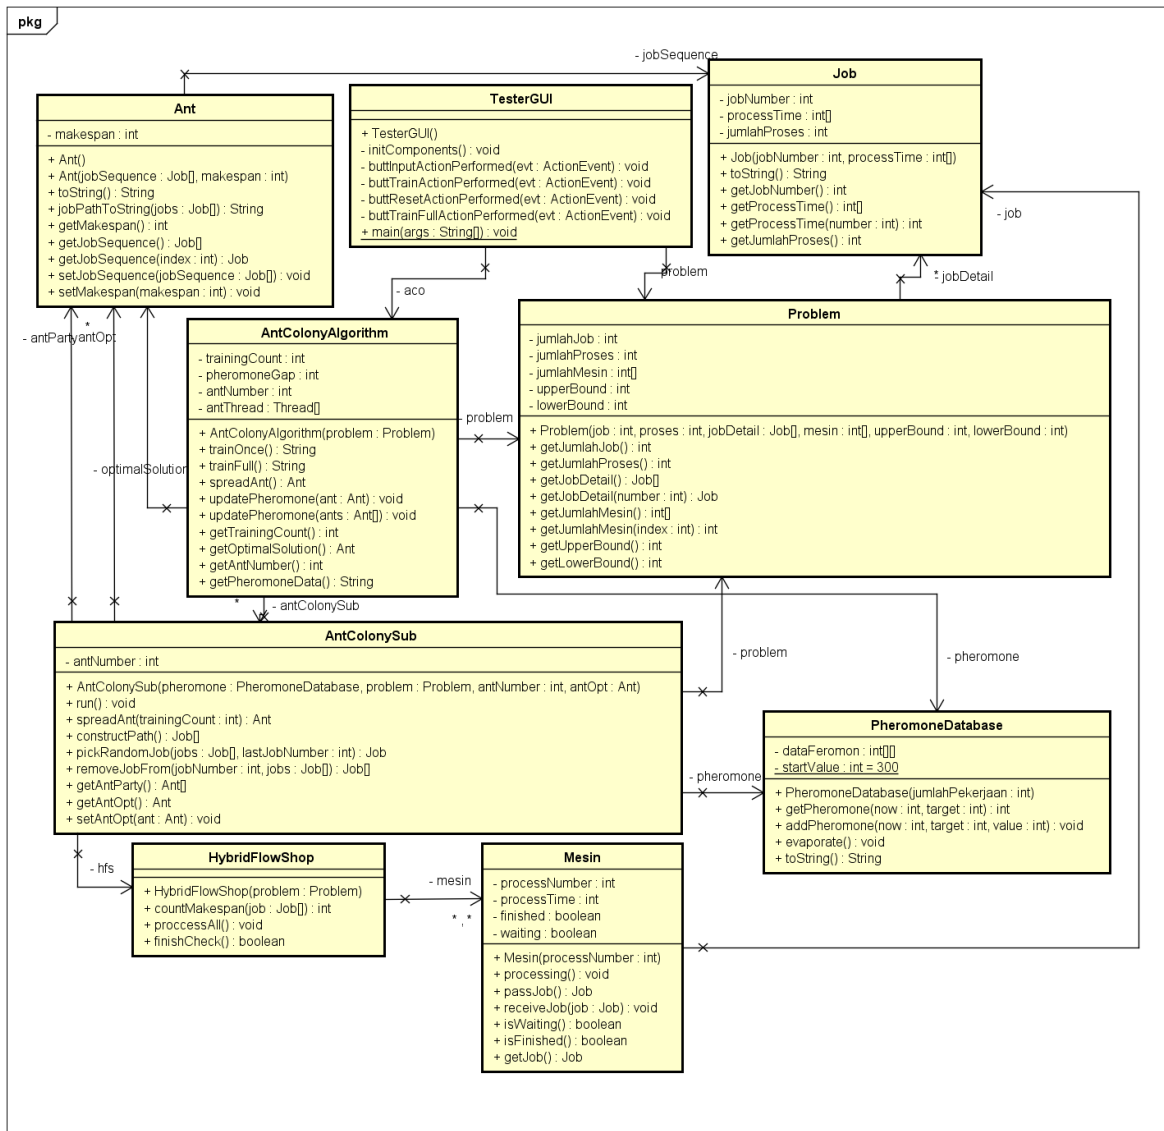 pkg
- jobSequence
Job
- jobNumber : int
- processTime : int[]
- jumlahProses : int
+ Job(jobNumber : int, processTime : int[])
+ toString() : String
+ getJobNumber() : int
+ getProcessTime() : int[]
+ getProcessTime(number : int) : int
+ getJumlahProses() : int
TesterGUI
+ TesterGUI()
- initComponents() : void
- buttInputActionPerformed(evt : ActionEvent) : void
- buttTrainActionPerformed(evt : ActionEvent) : void
- buttResetActionPerformed(evt : ActionEvent) : void
- buttTrainFullActionPerformed(evt : ActionEvent) : void
+ main(args : String[]) : void
Ant
- makespan : int
+ Ant()
+ Ant(jobSequence : Job[], makespan : int)
+ toString() : String
+ jobPathToString(jobs : Job[]) : String
+ getMakespan() : int
+ getJobSequence() : Job[]
+ getJobSequence(index : int) : Job
+ setJobSequence(jobSequence : Job[]) : void
+ setMakespan(makespan : int) : void
- job
problem
- aco
*
- jobDetail
*
- antParty
antOpt
AntColonyAlgorithm
- trainingCount : int
- pheromoneGap : int
- antNumber : int
- antThread : Thread[]
+ AntColonyAlgorithm(problem : Problem)
+ trainOnce() : String
+ trainFull() : String
+ spreadAnt() : Ant
+ updatePheromone(ant : Ant) : void
+ updatePheromone(ants : Ant[]) : void
+ getTrainingCount() : int
+ getOptimalSolution() : Ant
+ getAntNumber() : int
+ getPheromoneData() : String
- problem
- optimalSolution
Problem
- jumlahJob : int
- jumlahProses : int
- jumlahMesin : int[]
- upperBound : int
- lowerBound : int
+ Problem(job : int, proses : int, jobDetail : Job[], mesin : int[], upperBound : int, lowerBound : int)
+ getJumlahJob() : int
+ getJumlahProses() : int
+ getJobDetail() : Job[]
+ getJobDetail(number : int) : Job
+ getJumlahMesin() : int[]
+ getJumlahMesin(index : int) : int
+ getUpperBound() : int
+ getLowerBound() : int
*
- antColonySub
AntColonySub
- antNumber : int
+ AntColonySub(pheromone : PheromoneDatabase, problem : Problem, antNumber : int, antOpt : Ant)
+ run() : void
+ spreadAnt(trainingCount : int) : Ant
+ constructPath() : Job[]
+ pickRandomJob(jobs : Job[], lastJobNumber : int) : Job
+ removeJobFrom(jobNumber : int, jobs : Job[]) : Job[]
+ getAntParty() : Ant[]
+ getAntOpt() : Ant
+ setAntOpt(ant : Ant) : void
- problem
- pheromone
- pheromone
PheromoneDatabase
- dataFeromon : int[][]
- startValue : int = 300
+ PheromoneDatabase(jumlahPekerjaan : int)
+ getPheromone(now : int, target : int) : int
+ addPheromone(now : int, target : int, value : int) : void
+ evaporate() : void
+ toString() : String
- hfs
HybridFlowShop
+ HybridFlowShop(problem : Problem)
+ countMakespan(job : Job[]) : int
+ proccessAll() : void
+ finishCheck() : boolean
- mesin
* , *
Mesin
- processNumber : int
- processTime : int
- finished : boolean
- waiting : boolean
+ Mesin(processNumber : int)
+ processing() : void
+ passJob() : Job
+ receiveJob(job : Job) : void
+ isWaiting() : boolean
+ isFinished() : boolean
+ getJob() : Job